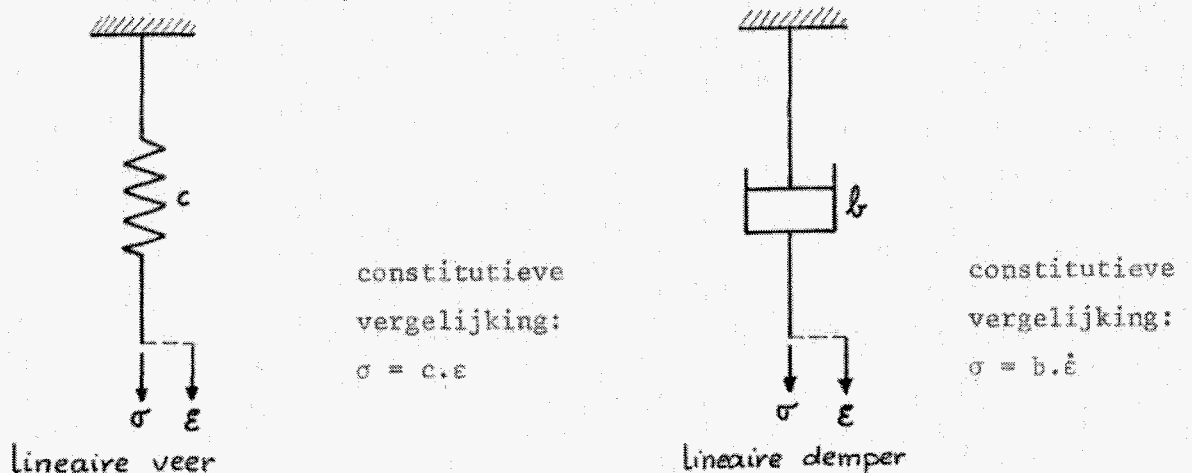 c
constitutieve
vergelijking:
σ = c.ε
σ ε
lineaire veer
b
constitutieve
vergelijking:
σ = b.ε̇
σ ε
lineaire demper